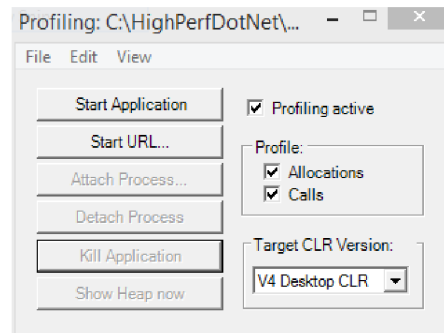 Profiling: C:\HighPerfDotNet\...
File Edit View
Start Application
Profiling active
Start URL...
Profile:
Attach Process...
Allocations
Calls
Detach Process
Target CLR Version:
Kill Application
V4 Desktop CLR
Show Heap now